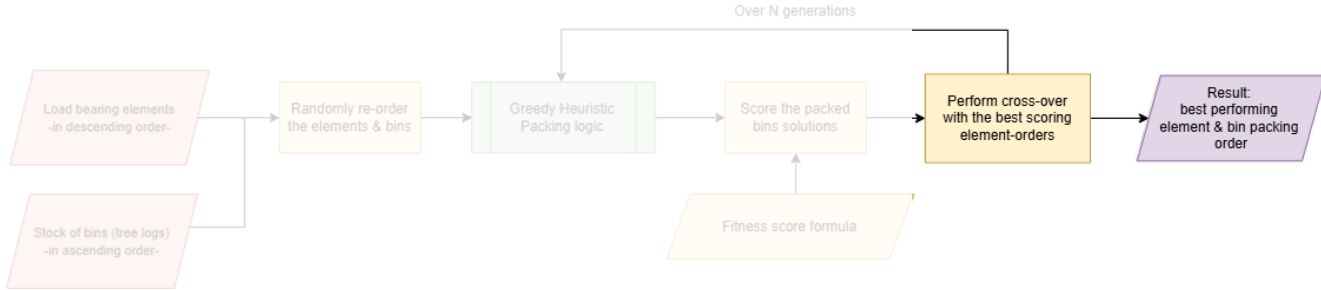 Over N generations
Load bearing elements
-in descending order-
Randomly re-order
the elements & bins
Greedy Heuristic
Packing logic
Score the packed
bins solutions
Perform cross-over
with the best scoring
element-orders
Result:
best performing
element & bin packing
order
Stock of bins (tree logs)
-in ascending order-
Fitness score formula